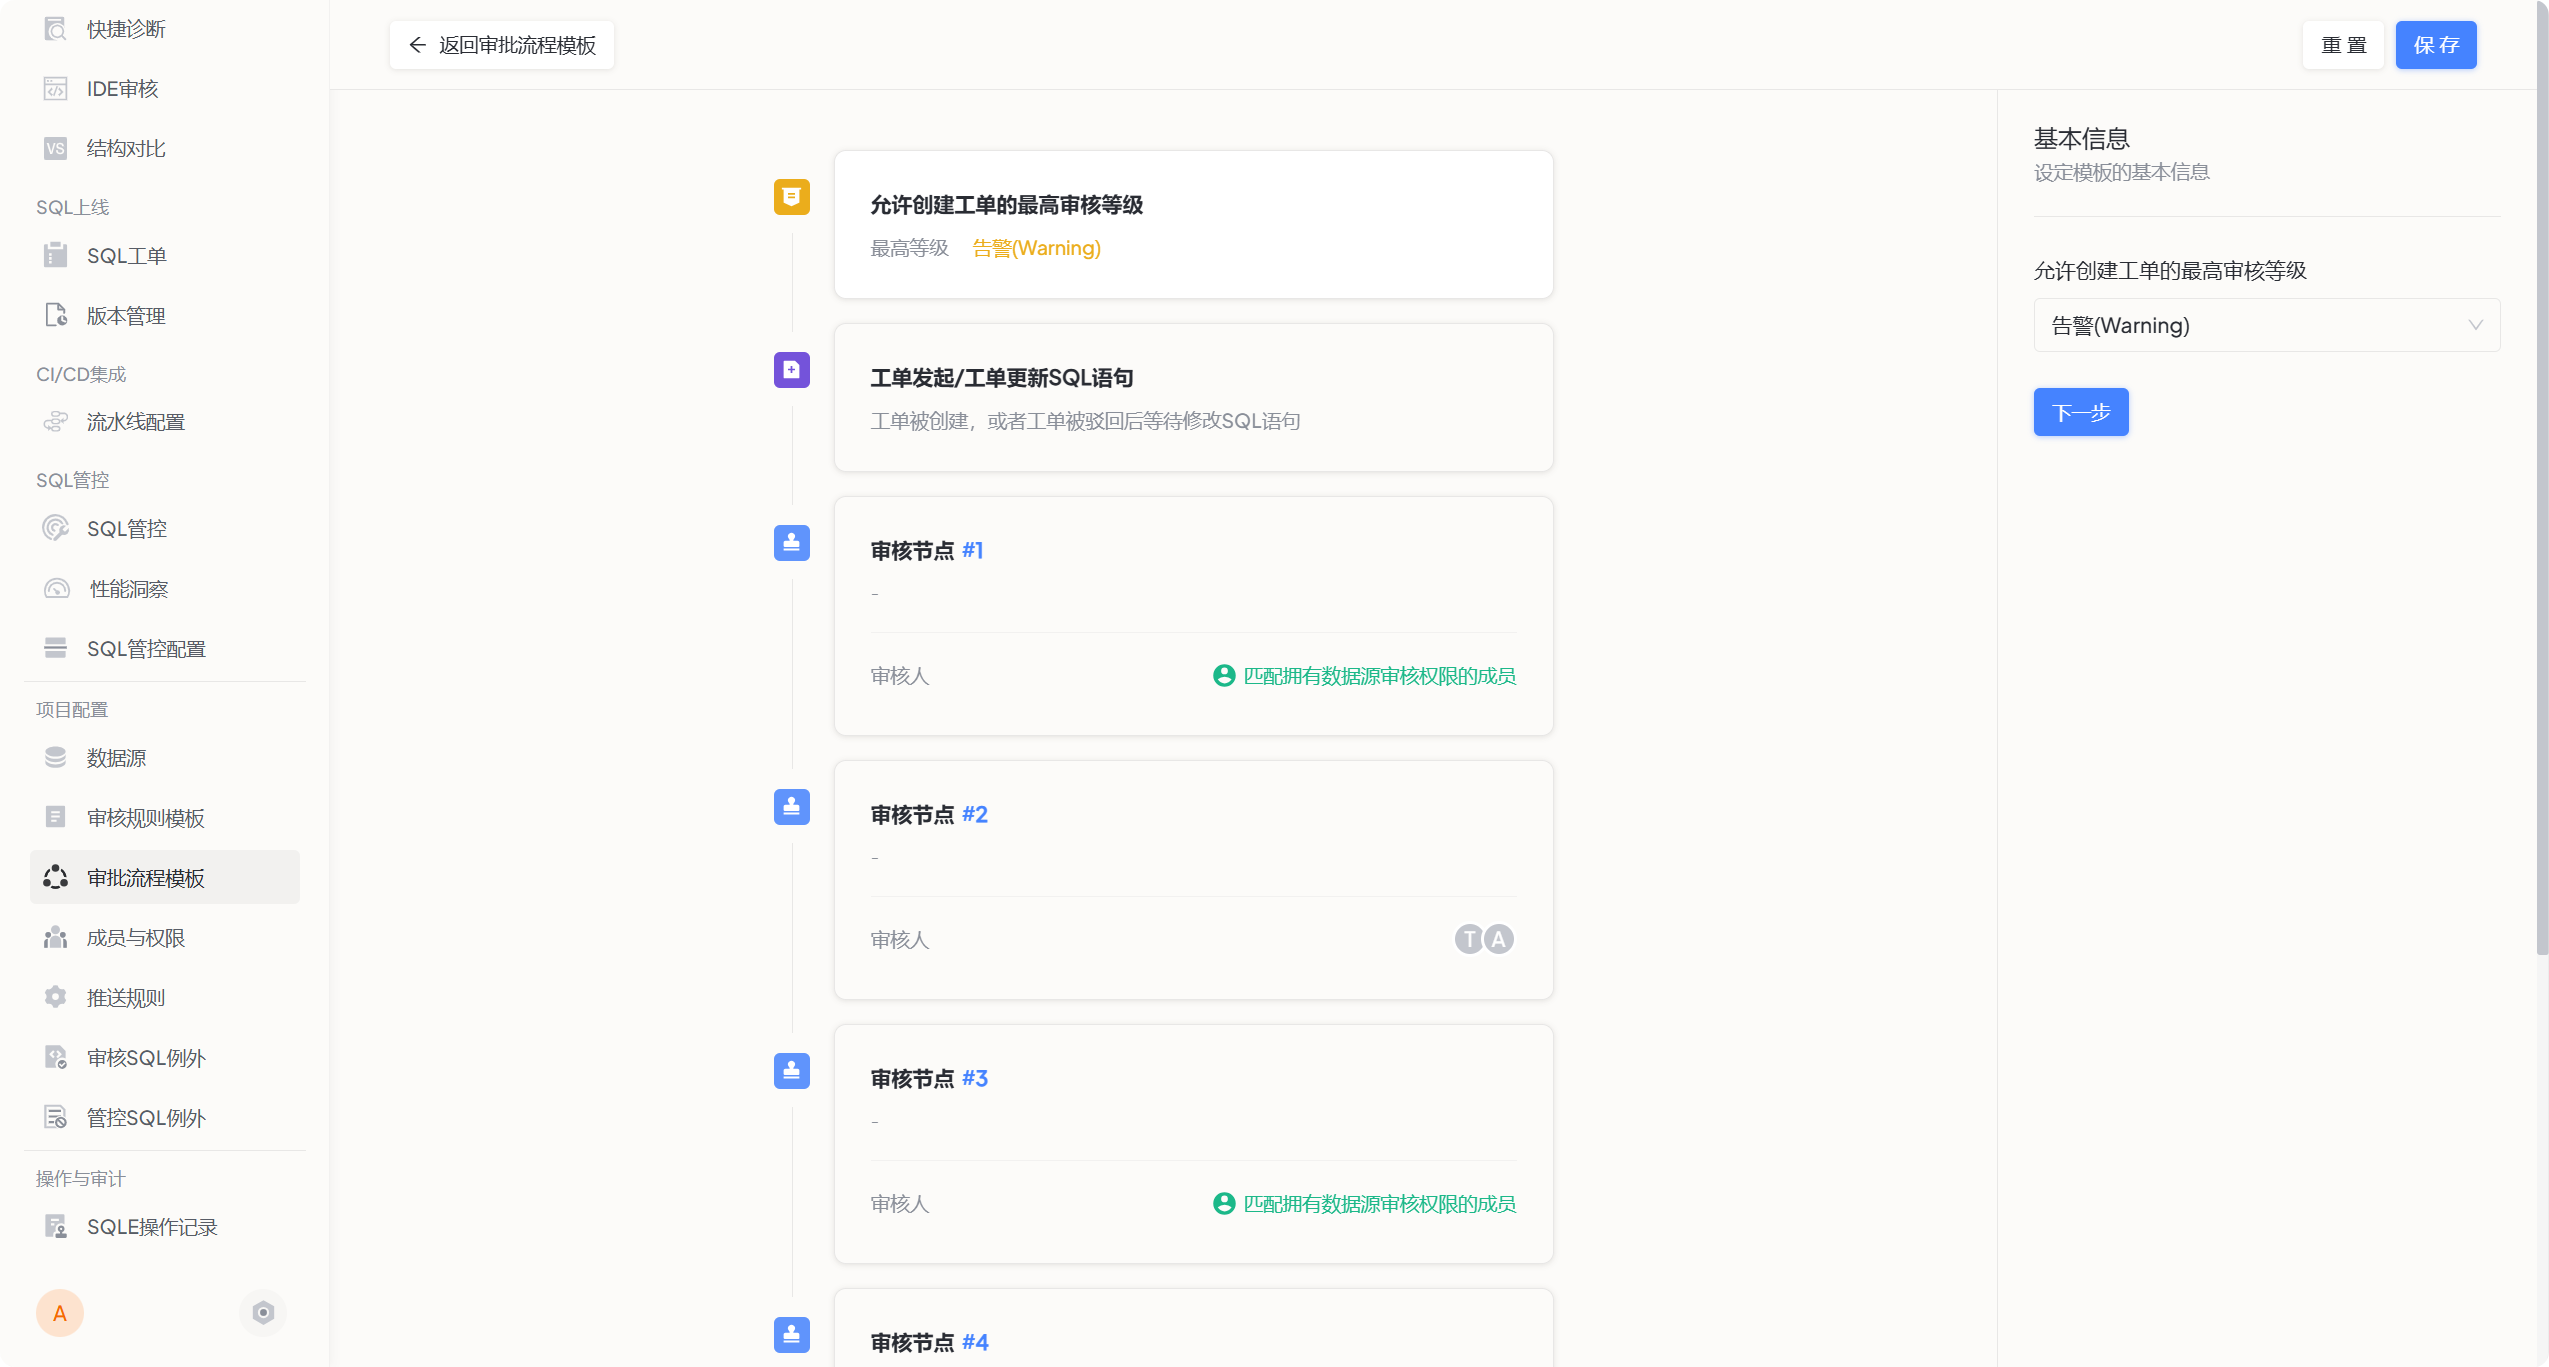 快捷诊断
IDE审核
VS 结构对比
SQL上线
SQL工单
版本管理
CI/CD集成
流水线配置
SQL管控
SQL管控
性能洞察
SQL管控配置
项目配置
数据源
审核规则模板
审批流程模板
成员与权限
推送规则
审核SQL例外
管控SQL例外
操作与审计
SQLE操作记录
A
返回审批流程模板
重 置
保 存
允许创建工单的最高审核等级
最高等级 告警(Warning)
工单发起/工单更新SQL语句
工单被创建，或者工单被驳回后等待修改SQL语句
审核节点 #1
-
审核人 匹配拥有数据源审核权限的成员
审核节点 #2
-
审核人 T A
审核节点 #3
-
审核人 匹配拥有数据源审核权限的成员
审核节点 #4
基本信息
设定模板的基本信息
允许创建工单的最高审核等级
告警(Warning)
下一步